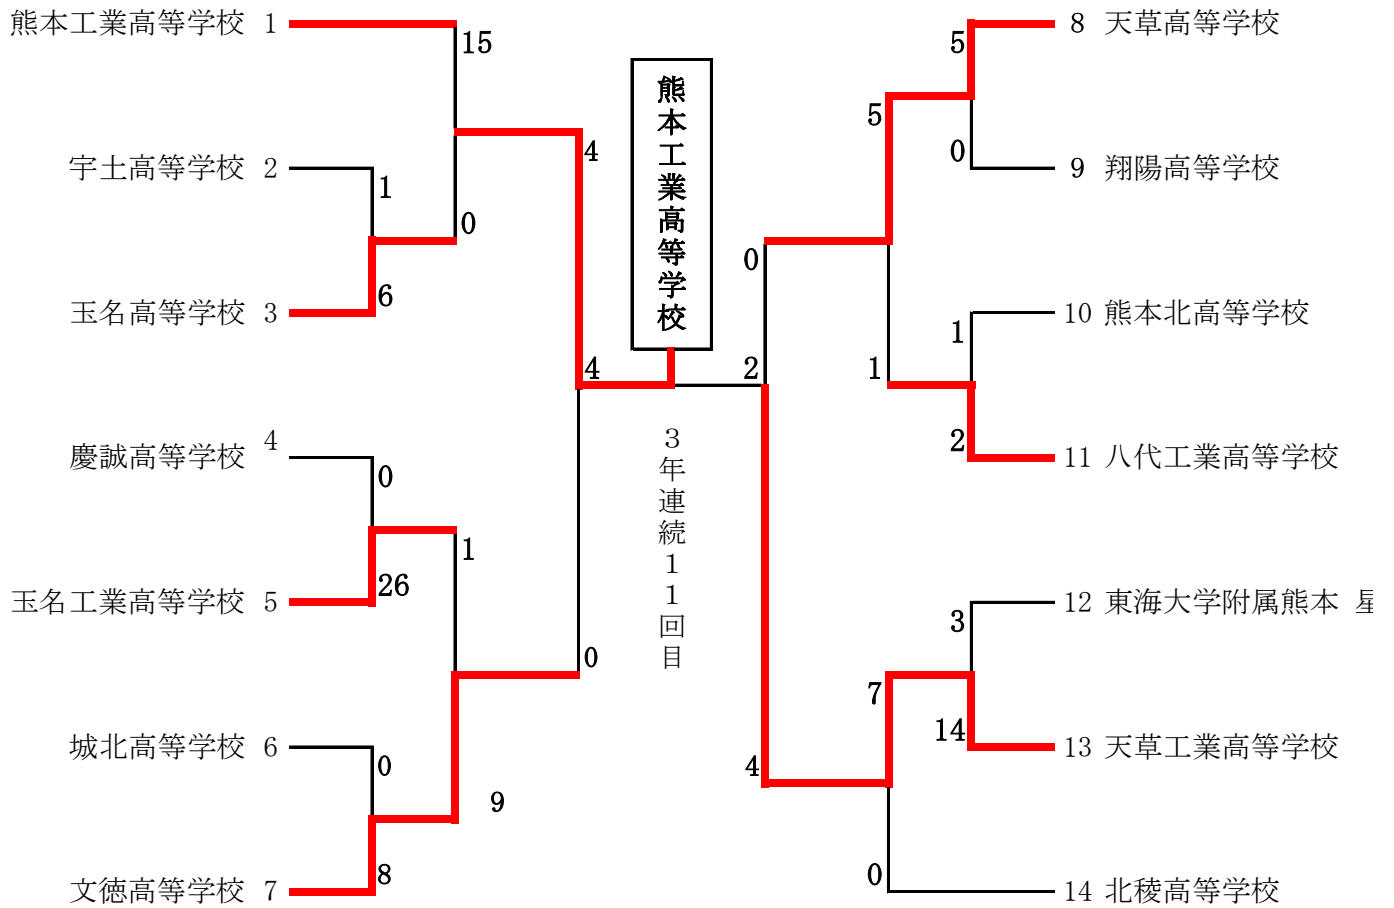 熊本工業高等学校 1
15
宇土高等学校 2
1
0
玉名高等学校 3
6
4
慶誠高等学校 4
0
玉名工業高等学校 5
26
1
城北高等学校 6
0
9
文徳高等学校 7
8
0
4
熊本工業高等学校
3年連続11回目
2
8 天草高等学校
5
9 翔陽高等学校
0
5
10 熊本北高等学校
1
11 八代工業高等学校
2
1
0
12 東海大学附属熊本 星
3
13 天草工業高等学校
14
7
14 北稜高等学校
0
4